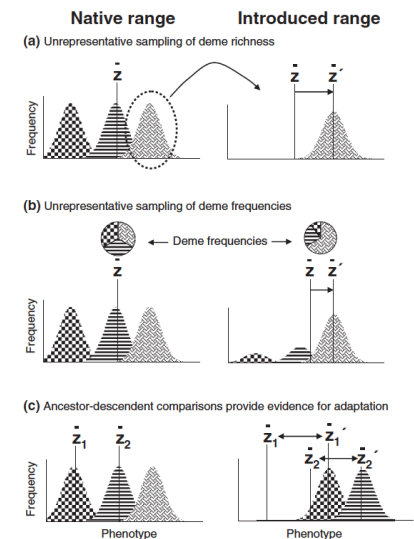 Native range Introduced range
(a) Unrepresentative sampling of deme richness
z̄ z̄ z̄´
Frequency
(b) Unrepresentative sampling of deme frequencies
Deme frequencies
z̄ z̄ z̄´
Frequency
(c) Ancestor-descendent comparisons provide evidence for adaptation
z̄1 z̄2 z̄1 z̄1´
z̄2 z̄2´
Frequency
Phenotype Phenotype